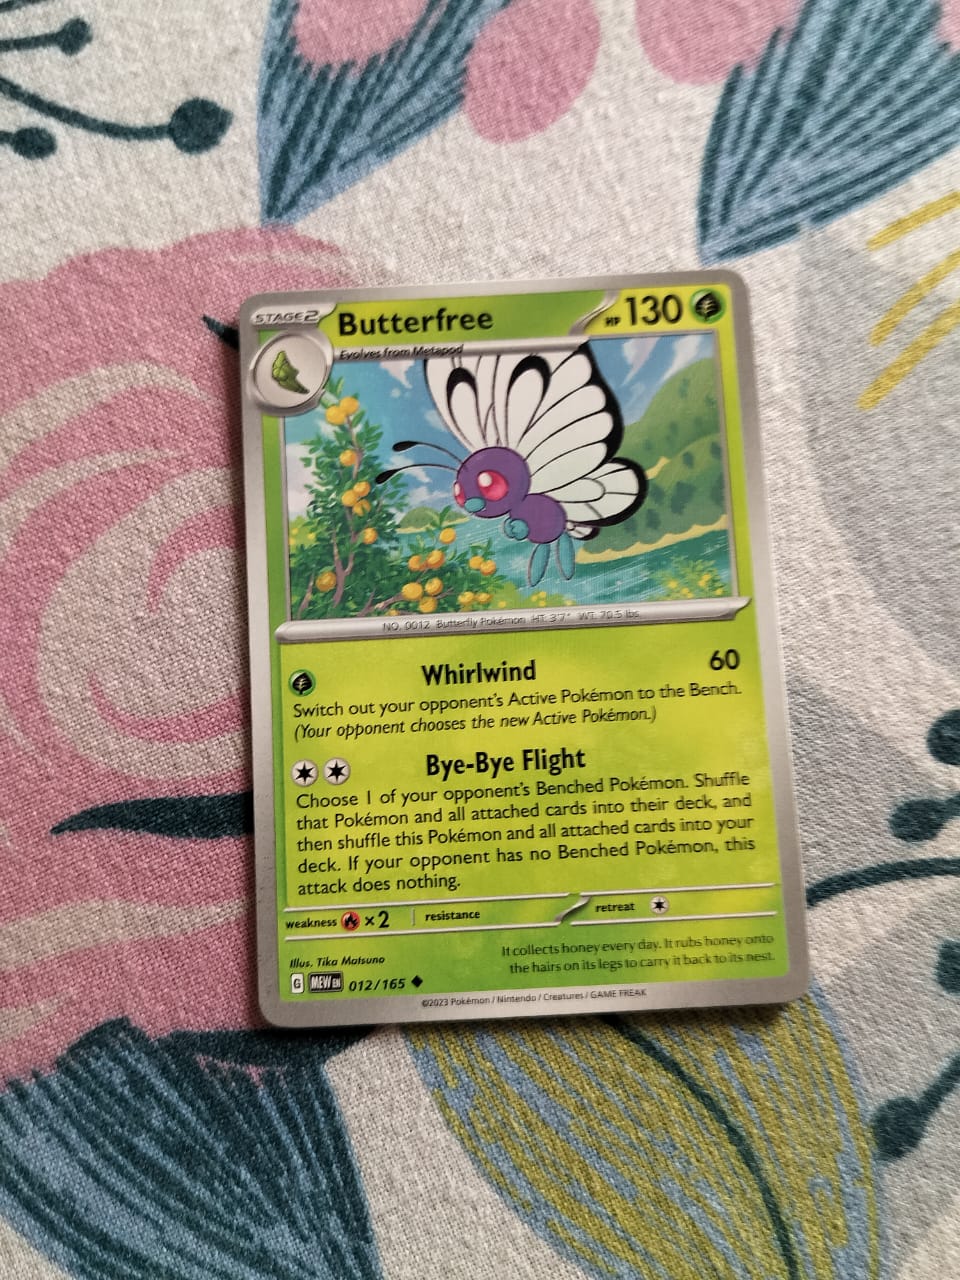 STAGE2 Butterfree HP 130
Evolves from Metapod
NO. 0012 Butterfly Pokémon HT: 3'7" WT: 70.5 lbs.
Whirlwind 60
Switch out your opponent's Active Pokémon to the Bench.
(Your opponent chooses the new Active Pokémon.)
Bye-Bye Flight
Choose 1 of your opponent's Benched Pokémon. Shuffle
that Pokémon and all attached cards into their deck, and
then shuffle this Pokémon and all attached cards into your
deck. If your opponent has no Benched Pokémon, this
attack does nothing.
weakness ×2 resistance retreat
Illus. Tika Matsuno
It collects honey every day. It rubs honey onto
the hairs on its legs to carry it back to its nest.
G MEW EN 012/165
©2023 Pokémon / Nintendo / Creatures / GAME FREAK